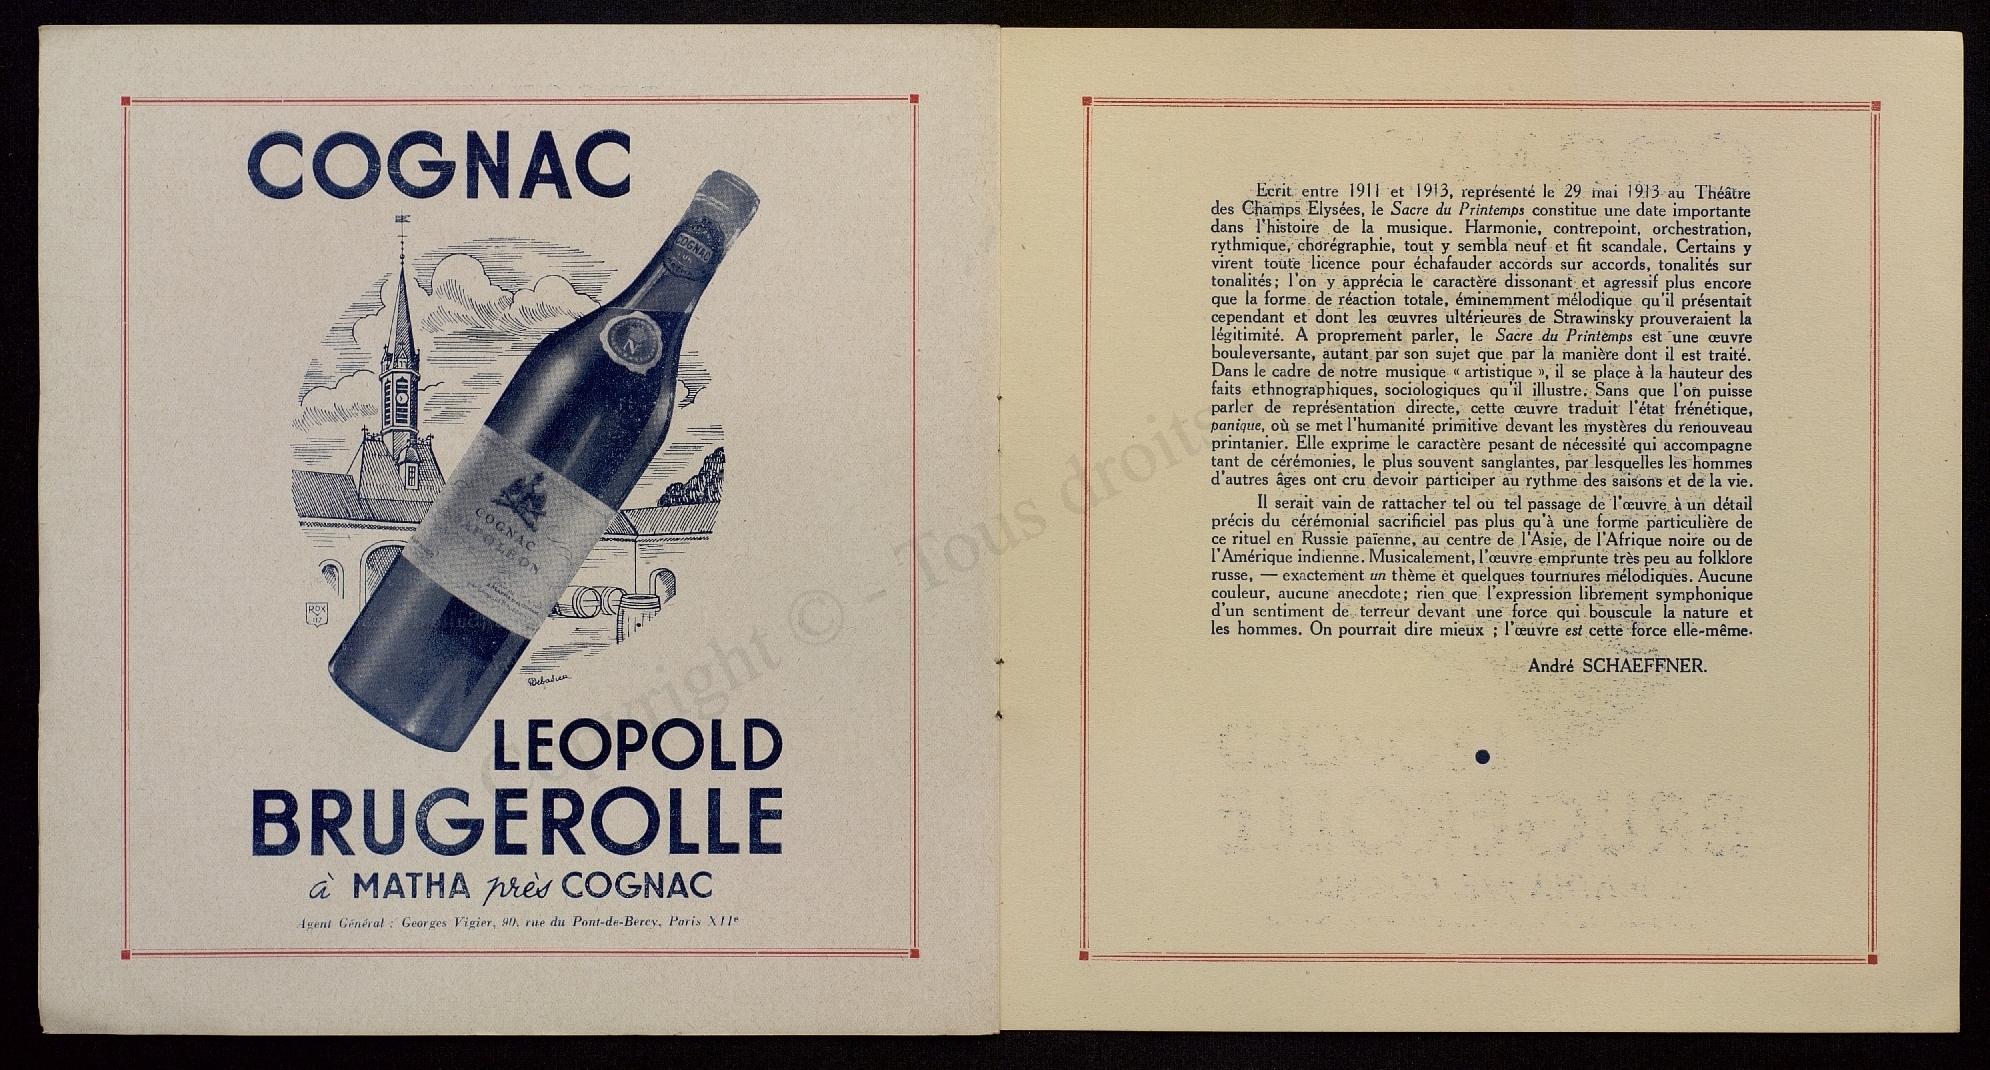 COGNAC
COGNAC
N
COGNAC
NAPOLEON
ROX
117
Debadieu
LEOPOLD
BRUGEROLLE
à MATHA près COGNAC
Agent Général : Georges Vigier, 90, rue du Pont-de-Bercy, Paris XIIe
Ecrit entre 1911 et 1913, représenté le 29 mai 1913 au Théâtre
des Champs Elysées, le Sacre du Printemps constitue une date importante
dans l'histoire de la musique. Harmonie, contrepoint, orchestration,
rythmique, chorégraphie, tout y sembla neuf et fit scandale. Certains y
virent toute licence pour échafauder accords sur accords, tonalités sur
tonalités ; l'on y apprécia le caractère dissonant et agressif plus encore
que la forme de réaction totale, éminemment mélodique qu'il présentait
cependant et dont les œuvres ultérieures de Strawinsky prouveraient la
légitimité. A proprement parler, le Sacre du Printemps est une œuvre
bouleversante, autant par son sujet que par la manière dont il est traité.
Dans le cadre de notre musique « artistique », il se place à la hauteur des
faits ethnographiques, sociologiques qu'il illustre. Sans que l'on puisse
parler de représentation directe, cette œuvre traduit l'état frénétique,
panique, où se met l'humanité primitive devant les mystères du renouveau
printanier. Elle exprime le caractère pesant de nécessité qui accompagne
tant de cérémonies, le plus souvent sanglantes, par lesquelles les hommes
d'autres âges ont cru devoir participer au rythme des saisons et de la vie.
Il serait vain de rattacher tel ou tel passage de l'œuvre à un détail
précis du cérémonial sacrificiel pas plus qu'à une forme particulière de
ce rituel en Russie païenne, au centre de l'Asie, de l'Afrique noire ou de
l'Amérique indienne. Musicalement, l'œuvre emprunte très peu au folklore
russe, — exactement un thème et quelques tournures mélodiques. Aucune
couleur, aucune anecdote ; rien que l'expression librement symphonique
d'un sentiment de terreur devant une force qui bouscule la nature et
les hommes. On pourrait dire mieux ; l'œuvre est cette force elle-même.
André SCHAEFFNER.
Copyright © - Tous droits